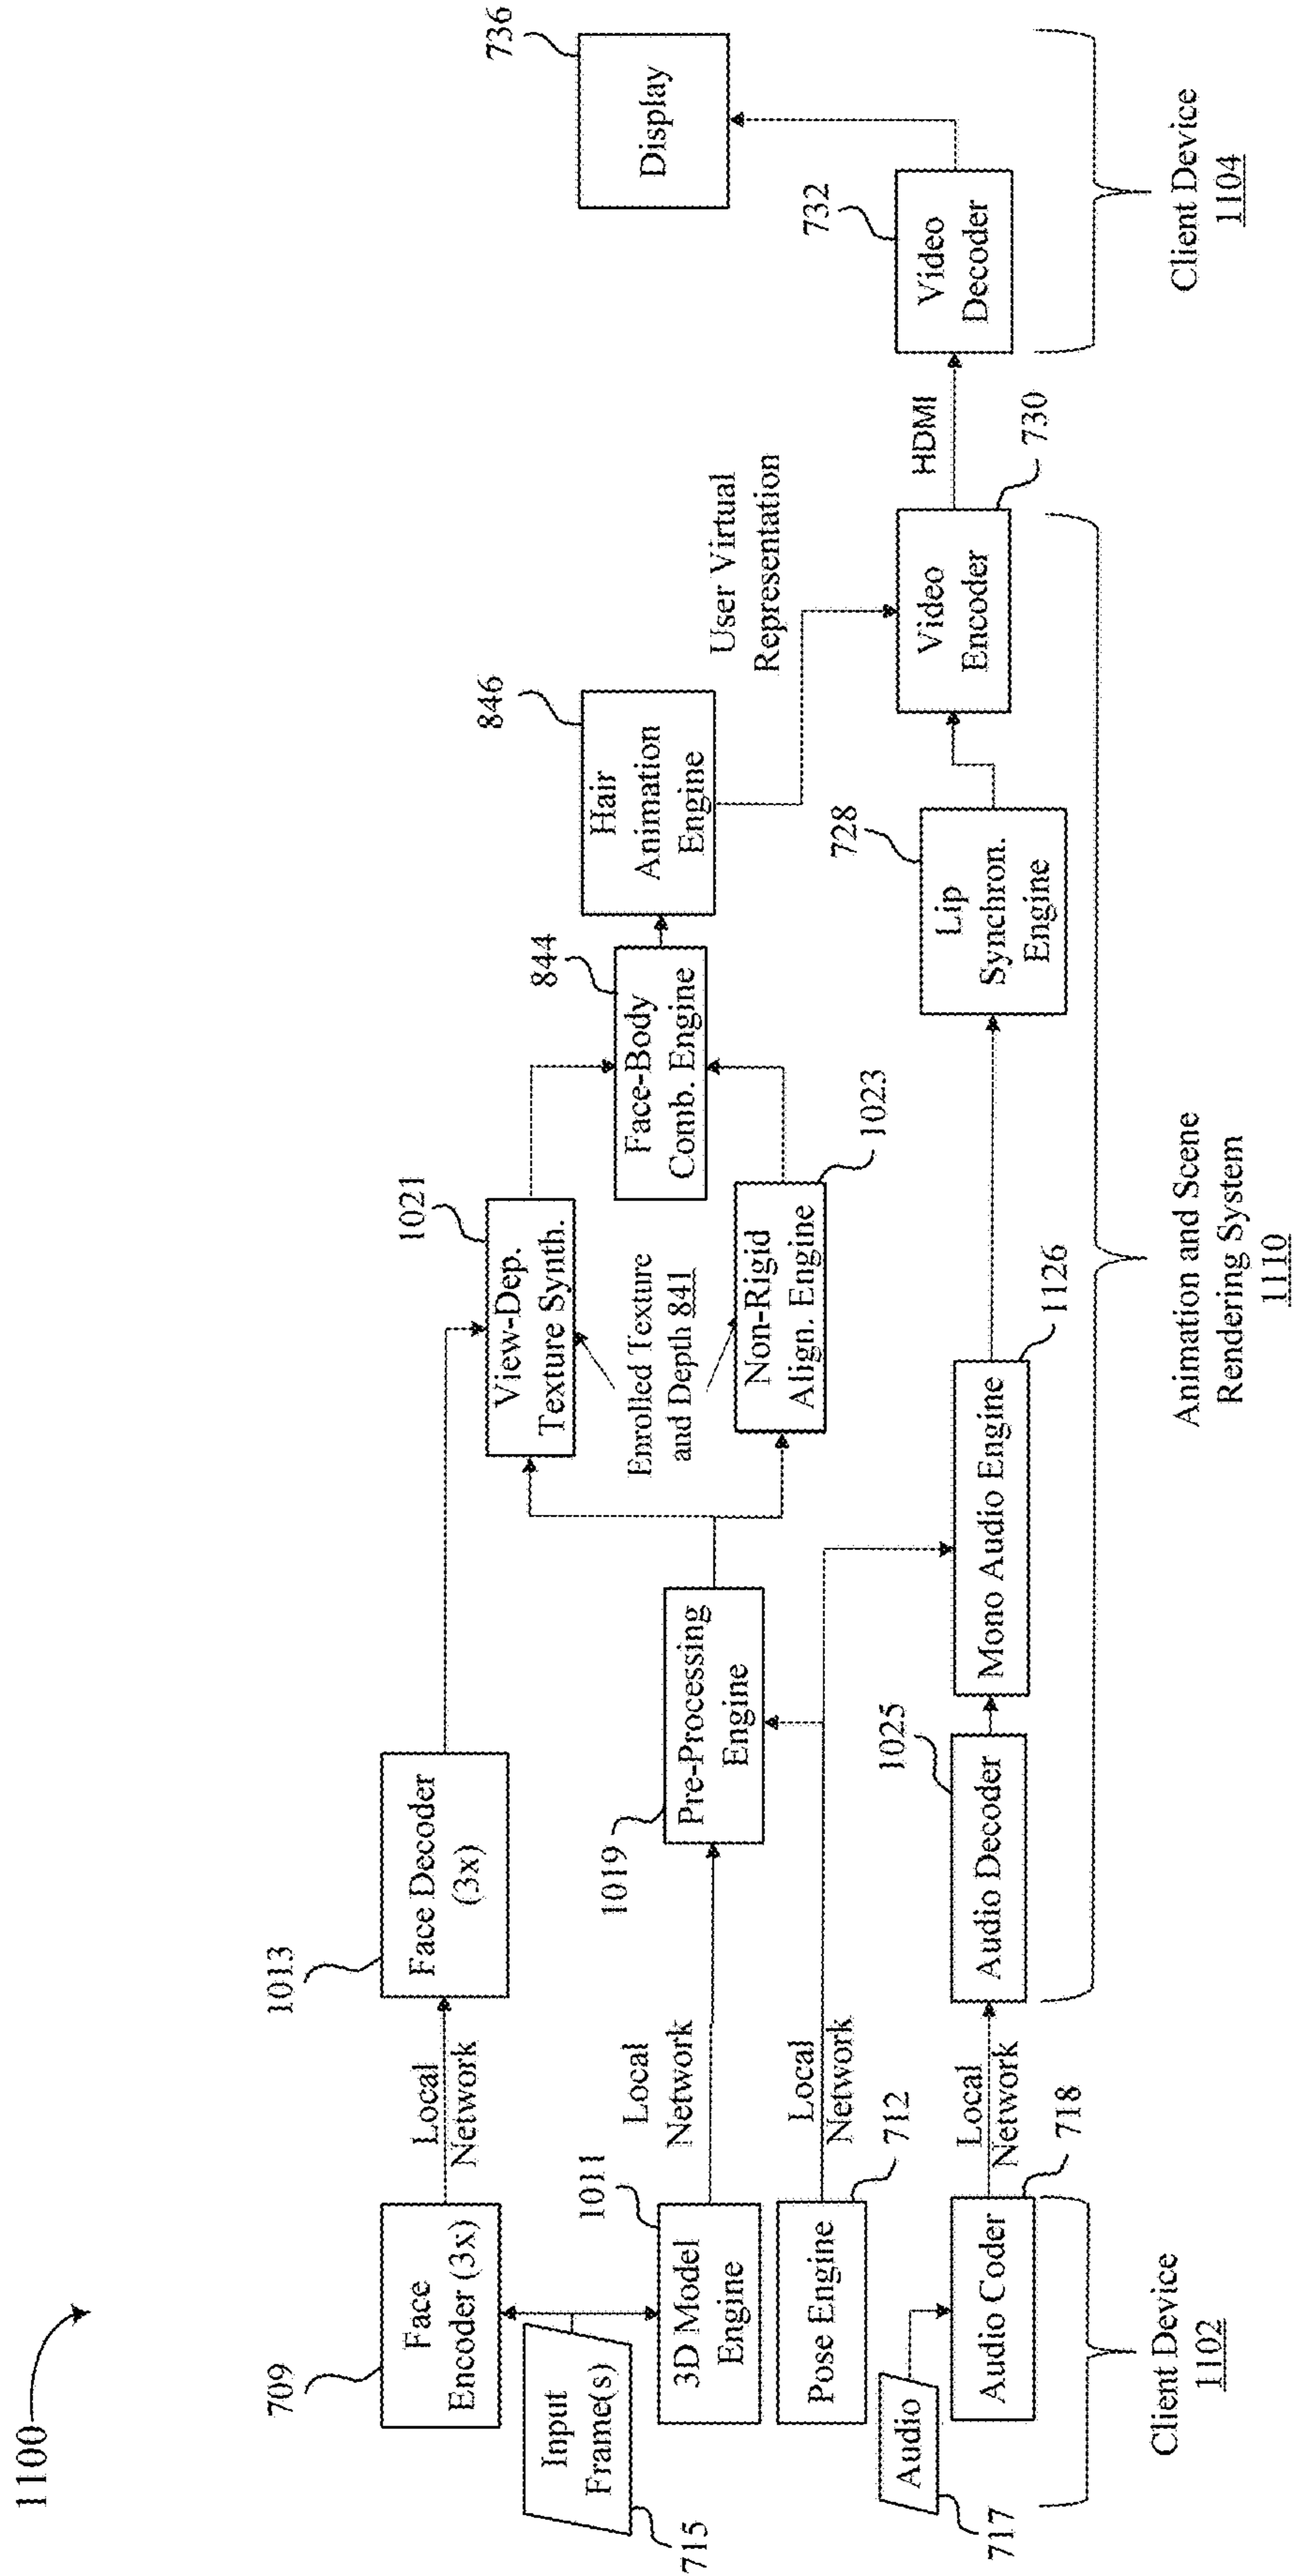 1100
709
Face
Encoder (3x)
Local
Network
1013
Face Decoder
(3x)
715
Input
Frame(s)
1011
3D Model
Engine
Local
Network
1019
Pre-Processing
Engine
1021
View-Dep.
Texture Synth.
Enrolled Texture
and Depth 841
Non-Rigid
Align. Engine
1023
844
Face-Body
Comb. Engine
846
Hair
Animation
Engine
User Virtual
Representation
736
Display
Pose Engine
712
Local
Network
717
Audio
Audio Coder
718
Local
Network
1025
Audio Decoder
Mono Audio Engine
1126
728
Lip
Synchron.
Engine
Video
Encoder
730
HDMI
732
Video
Decoder
Client Device
1102
Animation and Scene
Rendering System
1110
Client Device
1104